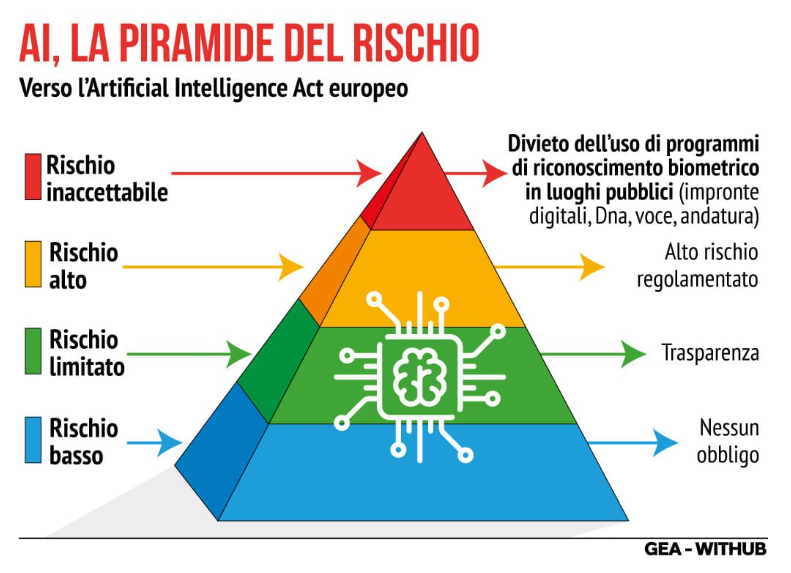 AI, LA PIRAMIDE DEL RISCHIO
Verso l'Artificial Intelligence Act europeo
Rischio
inaccettabile
Divieto dell'uso di programmi
di riconoscimento biometrico
in luoghi pubblici (impronte
digitali, Dna, voce, andatura)
Rischio
alto
Alto rischio
regolamentato
Rischio
limitato
Trasparenza
Rischio
basso
Nessun
obbligo
GEA - WITHUB